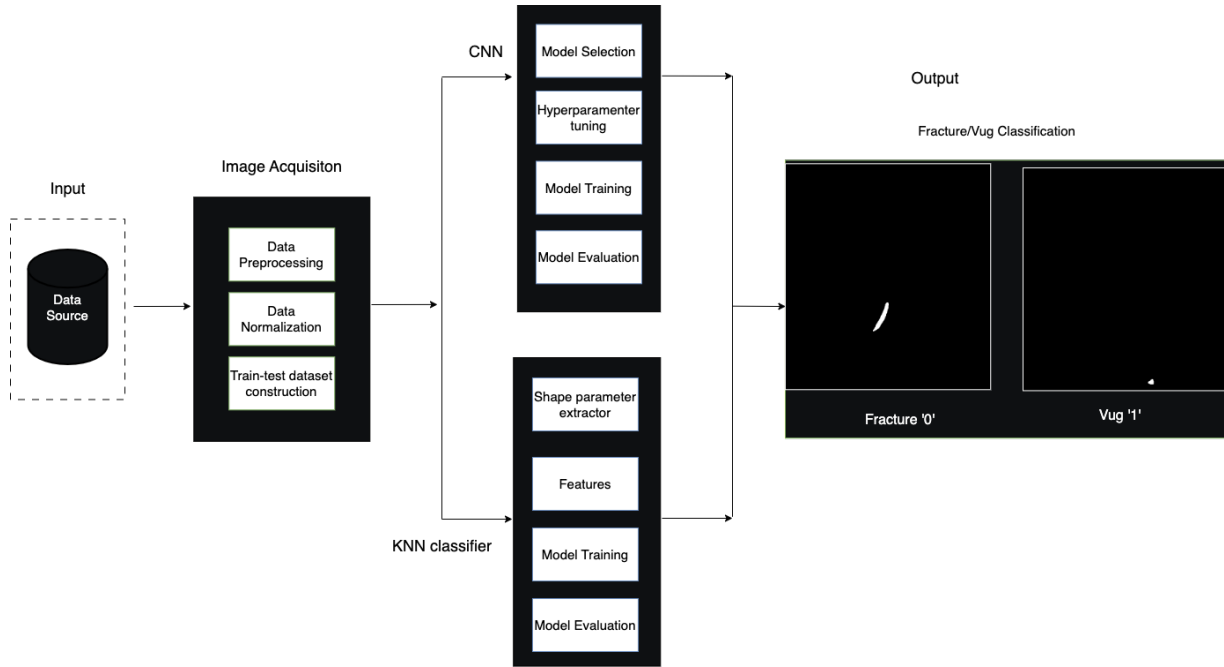 Input
Data
Source
Image Acquisiton
Data
Preprocessing
Data
Normalization
Train-test dataset
construction
CNN
Model Selection
Hyperparamenter
tuning
Model Training
Model Evaluation
KNN classifier
Shape parameter
extractor
Features
Model Training
Model Evaluation
Output
Fracture/Vug Classification
Fracture '0'
Vug '1'